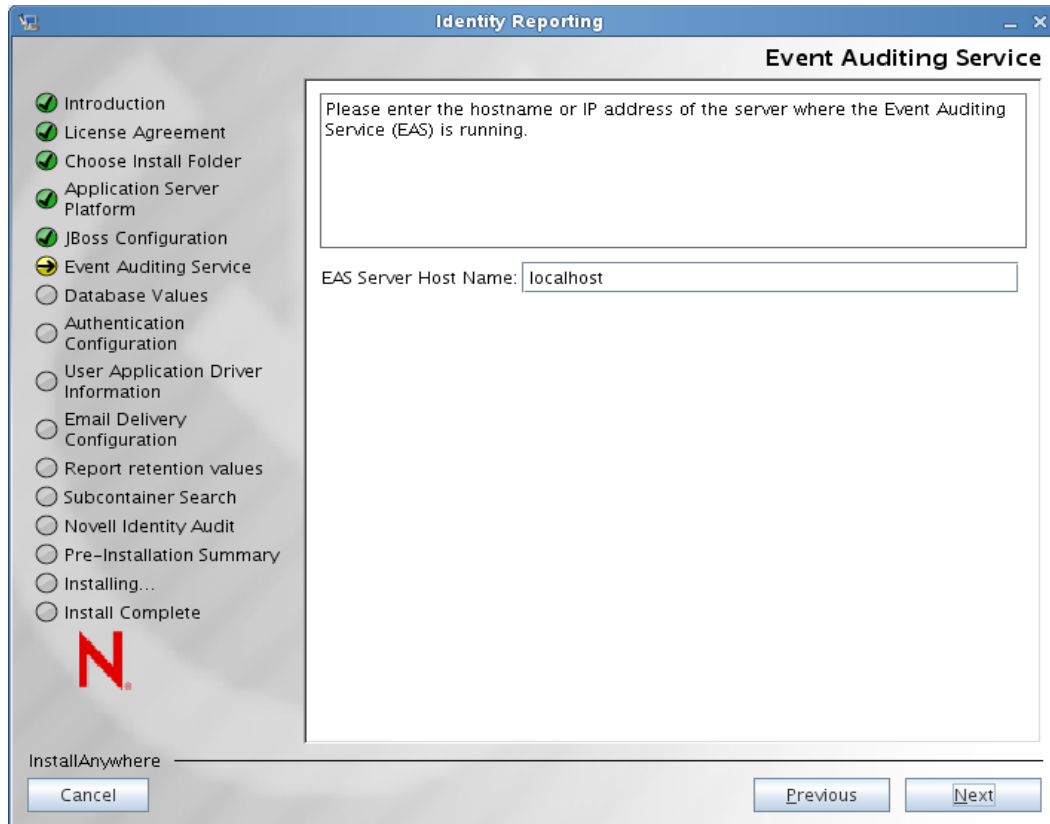 Identity Reporting
Event Auditing Service
Introduction
License Agreement
Choose Install Folder
Application Server
Platform
JBoss Configuration
Event Auditing Service
Database Values
Authentication
Configuration
User Application Driver
Information
Email Delivery
Configuration
Report retention values
Subcontainer Search
Novell Identity Audit
Pre-Installation Summary
Installing...
Install Complete
N®
Please enter the hostname or IP address of the server where the Event Auditing
Service (EAS) is running.
EAS Server Host Name: localhost
InstallAnywhere
Cancel
Previous
Next